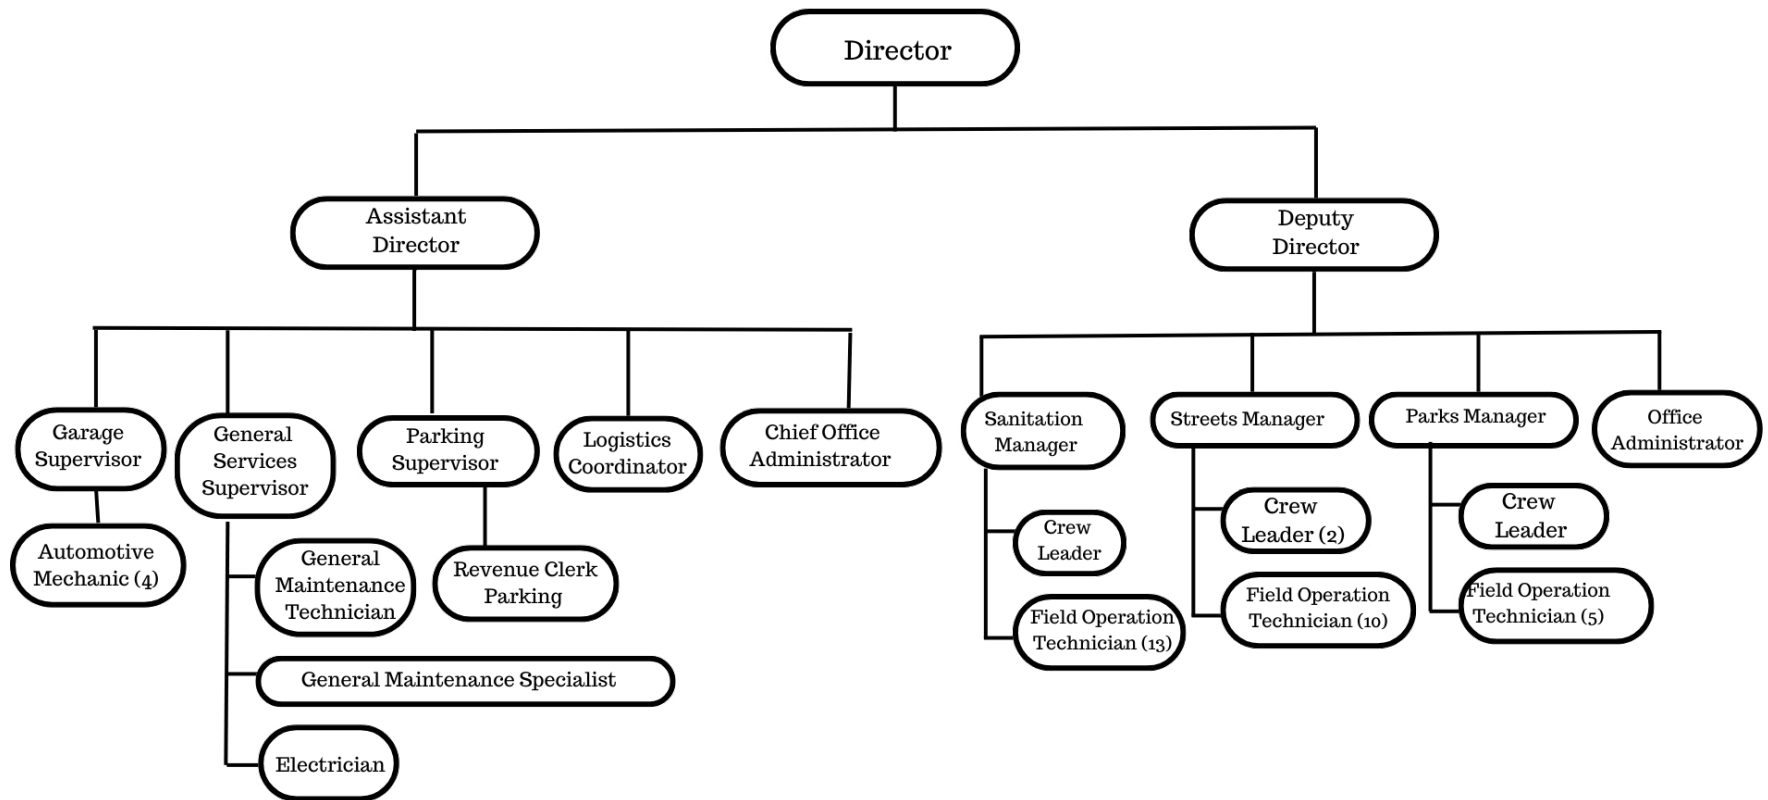 Director
Assistant
Director
Deputy
Director
Garage
Supervisor
General
Services
Supervisor
Parking
Supervisor
Logistics
Coordinator
Chief Office
Administrator
Sanitation
Manager
Streets Manager
Parks Manager
Office
Administrator
Automotive
Mechanic (4)
General
Maintenance
Technician
General Maintenance Specialist
Electrician
Revenue Clerk
Parking
Crew
Leader
Field Operation
Technician (13)
Crew
Leader (2)
Field Operation
Technician (10)
Crew
Leader
Field Operation
Technician (5)